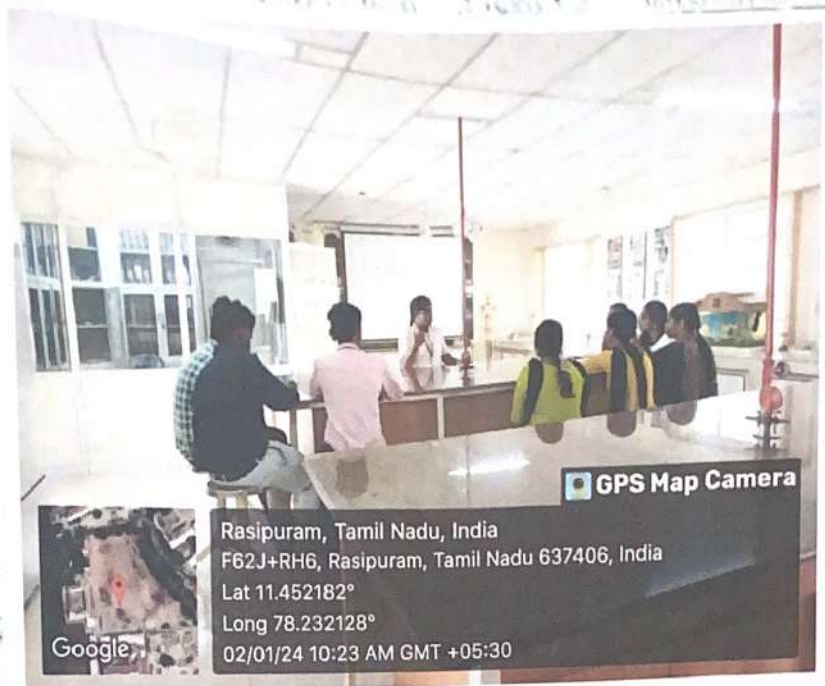 GPS Map Camera
Rasipuram, Tamil Nadu, India
F62J+RH6, Rasipuram, Tamil Nadu 637406, India
Lat 11.452182°
Long 78.232128°
02/01/24 10:23 AM GMT +05:30
Google